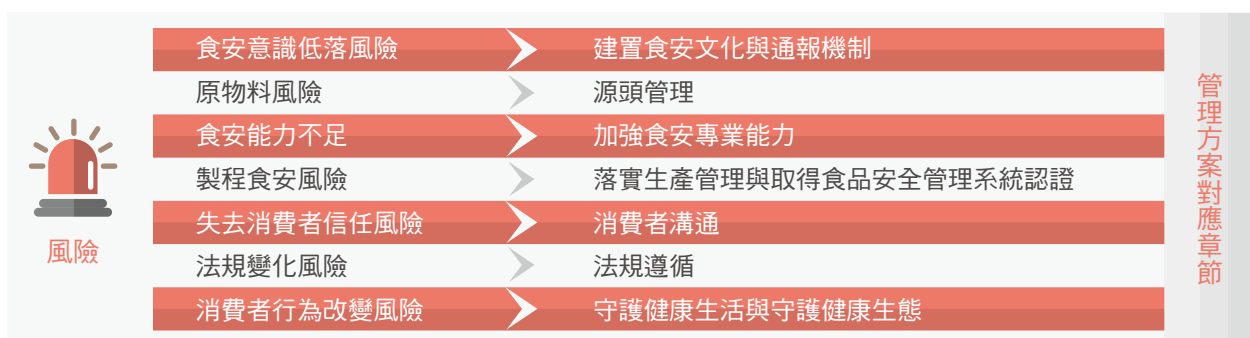 風險
食安意識低落風險
建置食安文化與通報機制
原物料風險
源頭管理
食安能力不足
加強食安專業能力
製程食安風險
落實生產管理與取得食品安全管理系統認證
失去消費者信任風險
消費者溝通
法規變化風險
法規遵循
消費者行為改變風險
守護健康生活與守護健康生態
管理方案對應章節